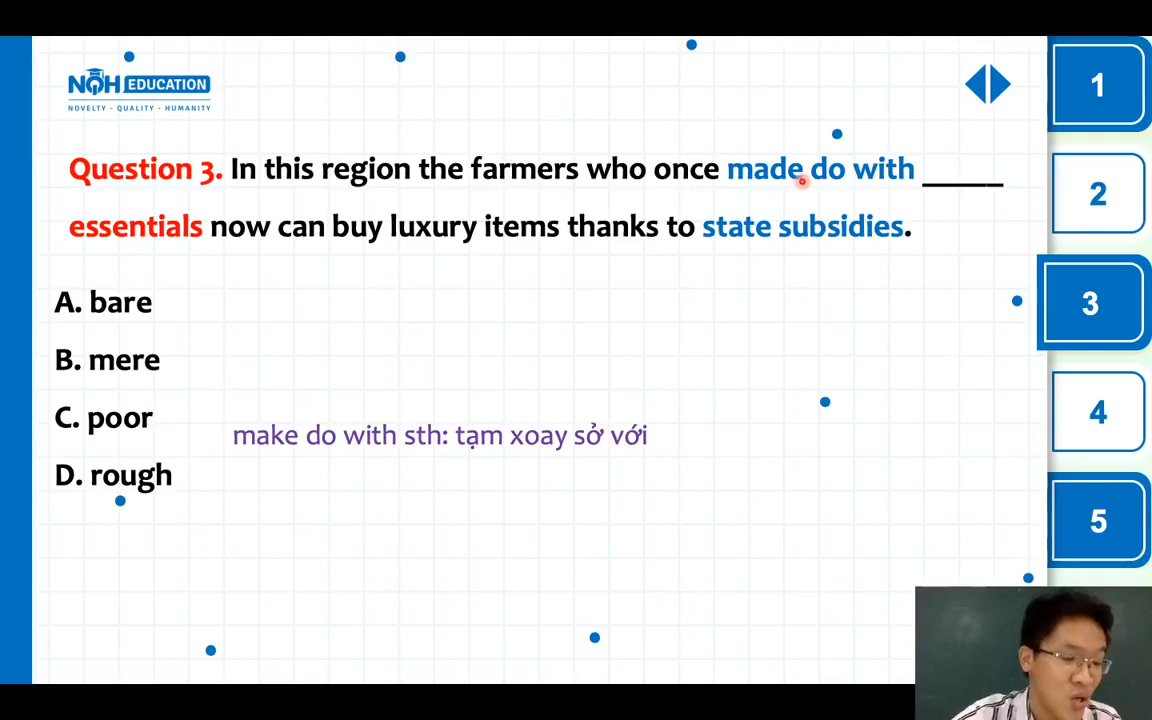 NQH EDUCATION
NOVELTY - QUALITY - HUMANITY
Question 3. In this region the farmers who once made do with _____
essentials now can buy luxury items thanks to state subsidies.
A. bare
B. mere
C. poor
D. rough
make do with sth: tạm xoay sở với
1
2
3
4
5